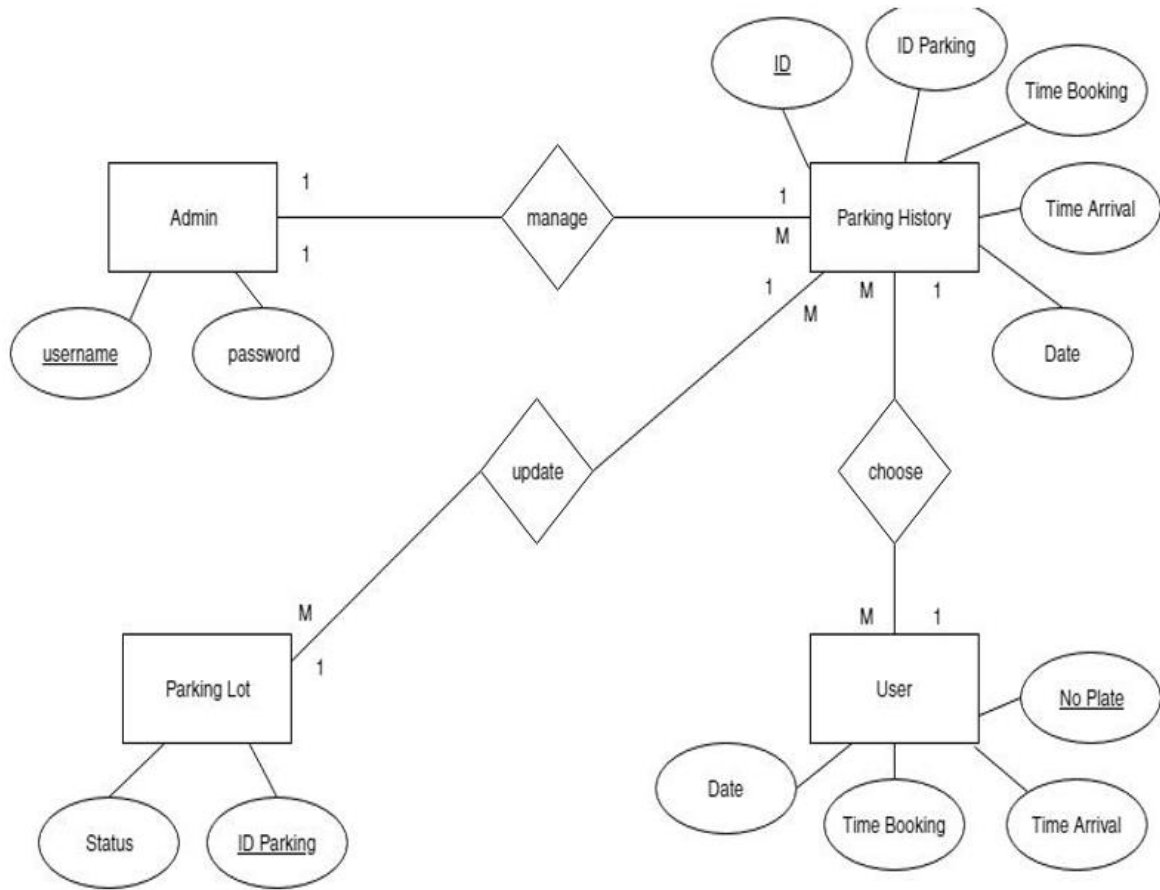 ID
ID Parking
Time Booking
1
1
Admin
manage
Parking History
Time Arrival
1
M
1
M
M
1
username
password
Date
update
choose
M
1
M
1
Parking Lot
User
No Plate
Date
Status
ID Parking
Time Booking
Time Arrival